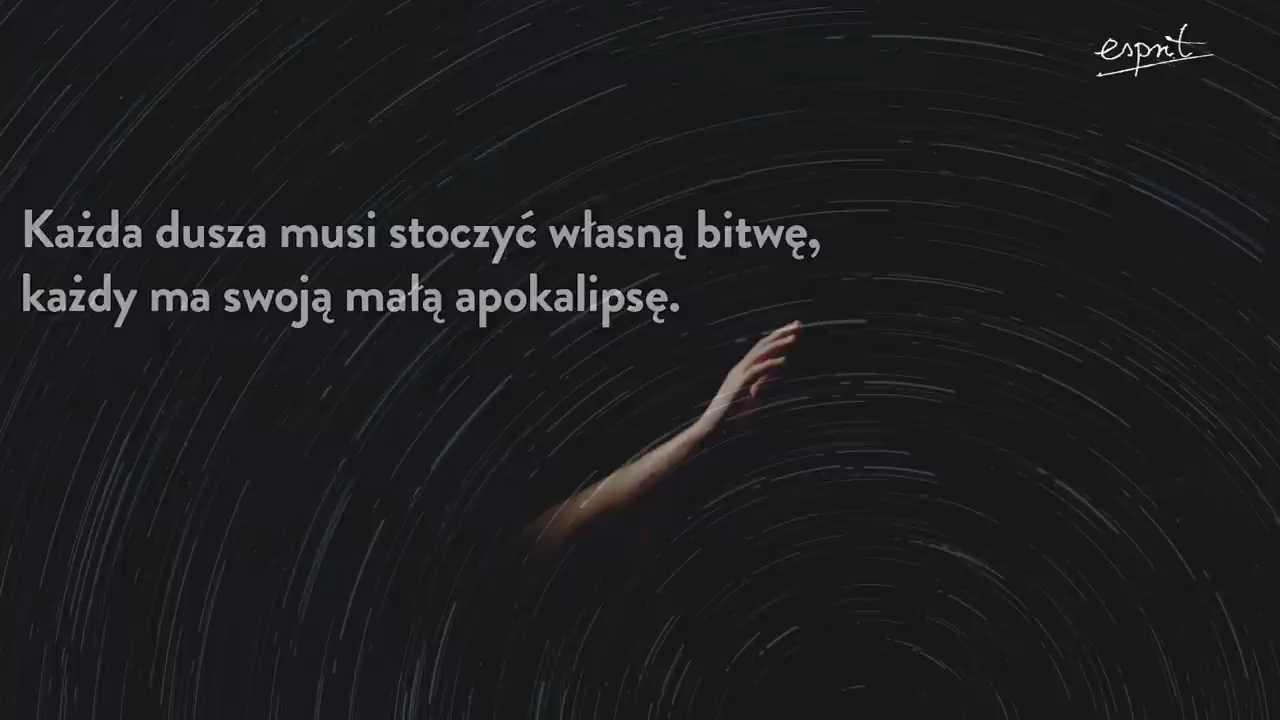 esprit
Każda dusza musi stoczyć własną bitwę,
każdy ma swoją małą apokalipsę.